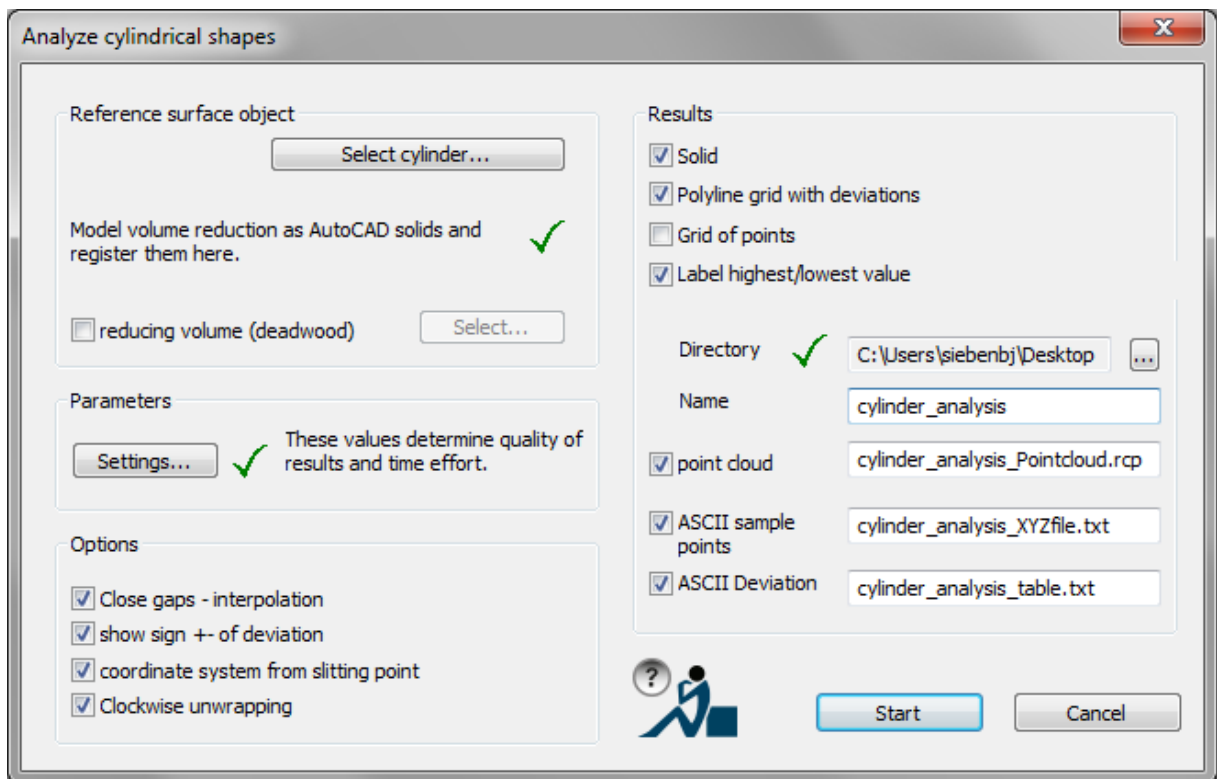 Analyze cylindrical shapes
Reference surface object
Select cylinder...
Model volume reduction as AutoCAD solids and
register them here.
reducing volume (deadwood)
Select...
Parameters
Settings...
These values determine quality of
results and time effort.
Options
Close gaps - interpolation
show sign +- of deviation
coordinate system from slitting point
Clockwise unwrapping
Results
Solid
Polyline grid with deviations
Grid of points
Label highest/lowest value
Directory
C:\Users\siebenbj\Desktop
...
Name
cylinder_analysis
point cloud
cylinder_analysis_Pointcloud.rcp
ASCII sample
points
cylinder_analysis_XYZfile.txt
ASCII Deviation
cylinder_analysis_table.txt
?
Start
Cancel